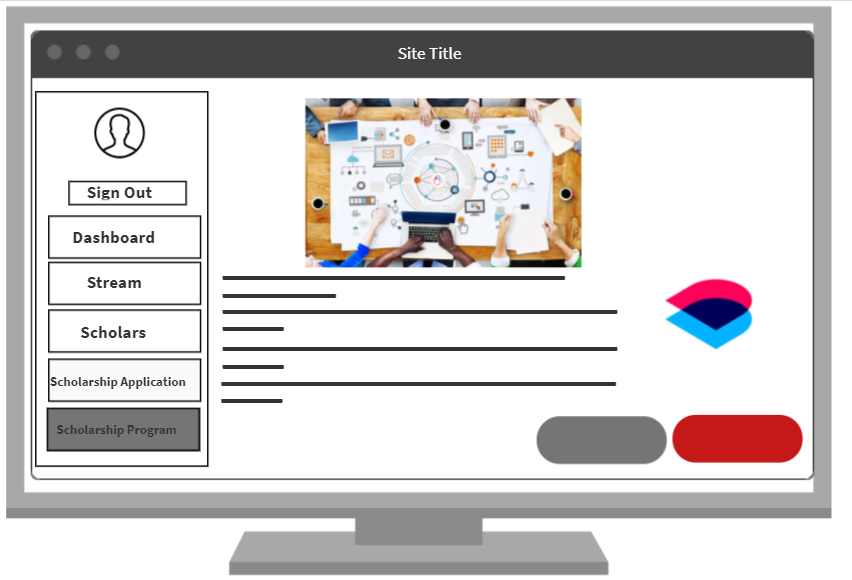 Site Title
Sign Out
Dashboard
Stream
Scholars
Scholarship Application
Scholarship Program